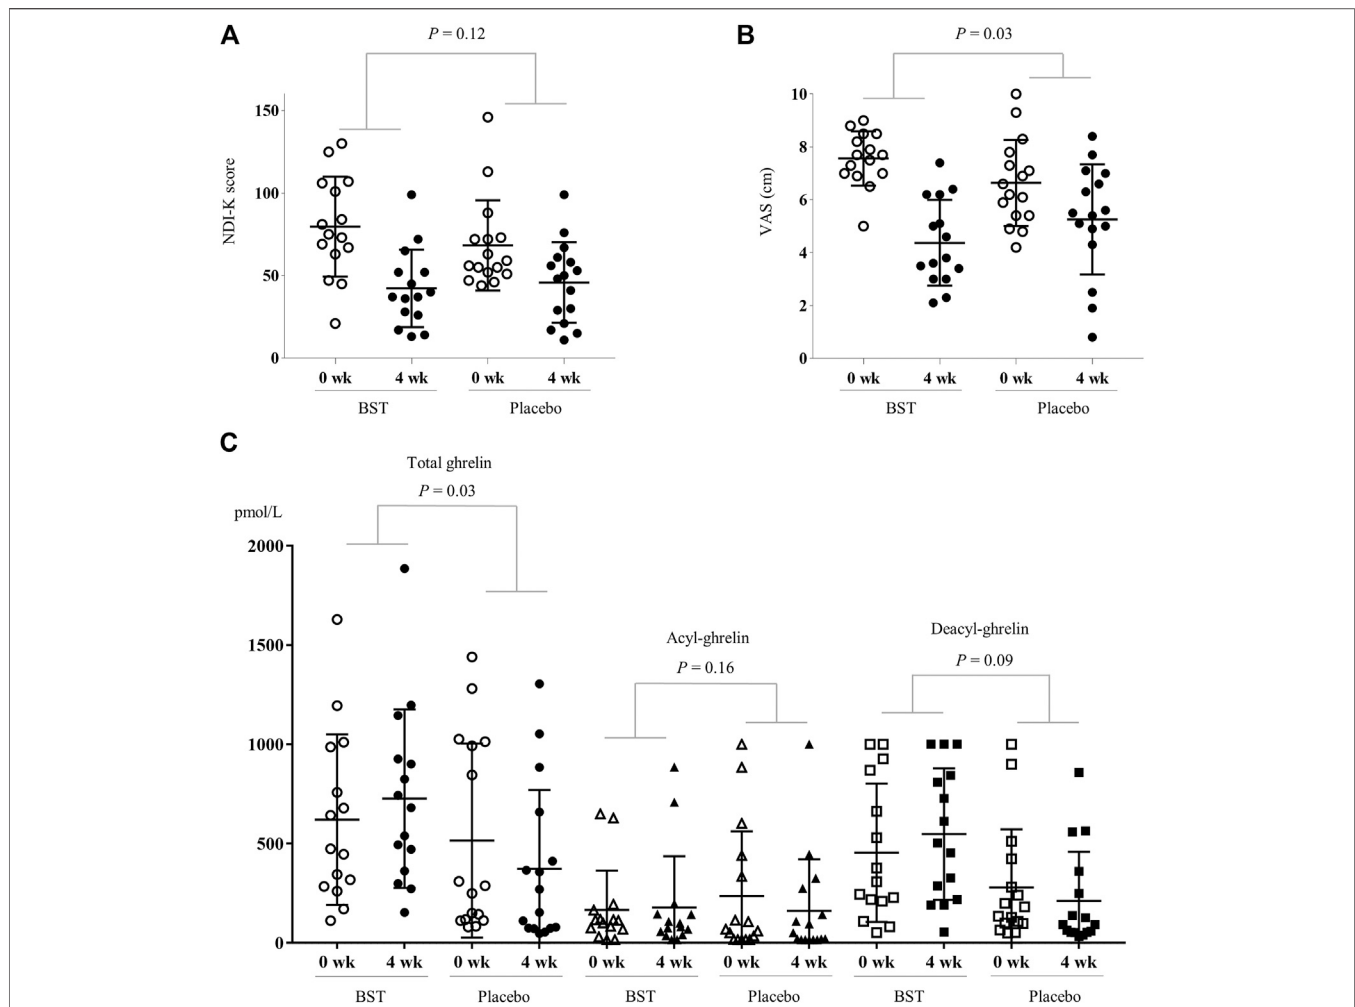 A
P = 0.12
NDI-K score
150
100
50
0
0 wk 4 wk 0 wk 4 wk
BST Placebo
B
P = 0.03
VAS (cm)
10
8
6
4
2
0
0 wk 4 wk 0 wk 4 wk
BST Placebo
C
Total ghrelin
P = 0.03
pmol/L
2000
1500
1000
500
0
Acyl-ghrelin
P = 0.16
Deacyl-ghrelin
P = 0.09
0 wk 4 wk 0 wk 4 wk 0 wk 4 wk 0 wk 4 wk 0 wk 4 wk 0 wk 4 wk
BST Placebo BST Placebo BST Placebo